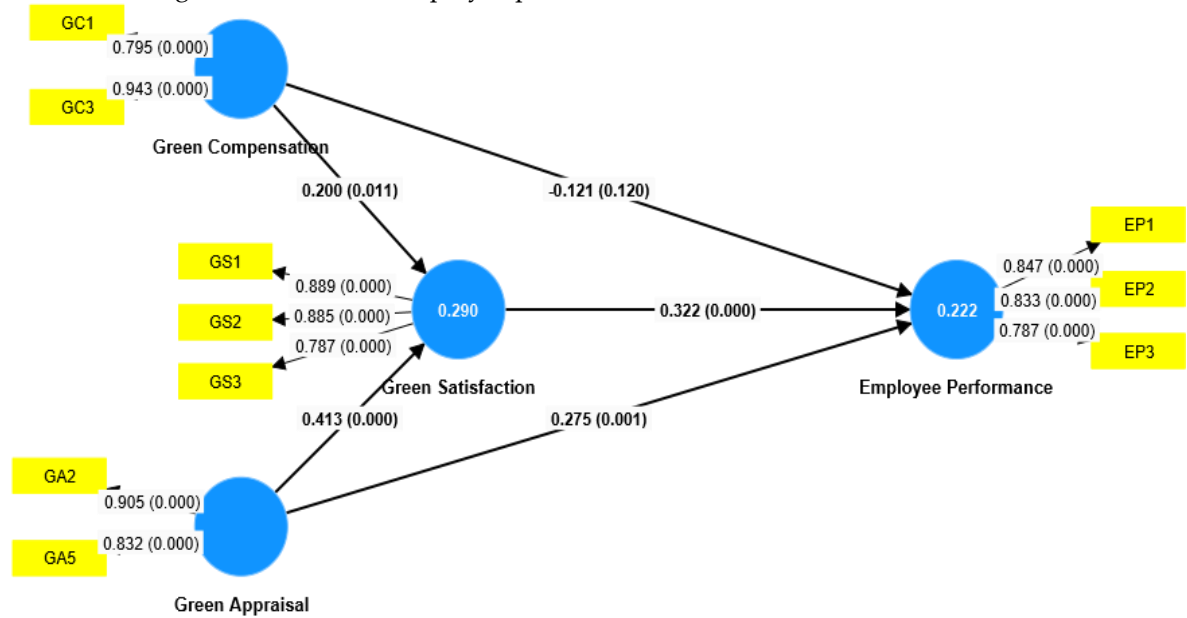 GC1
0.795 (0.000)
0.943 (0.000)
GC3
Green Compensation
0.200 (0.011)
-0.121 (0.120)
EP1
0.847 (0.000)
GS1
0.889 (0.000)
EP2
0.833 (0.000)
0.290
0.322 (0.000)
0.222
GS2
0.885 (0.000)
0.787 (0.000)
0.787 (0.000)
EP3
GS3
Green Satisfaction
Employee Performance
0.413 (0.000)
0.275 (0.001)
GA2
0.905 (0.000)
0.832 (0.000)
GA5
Green Appraisal